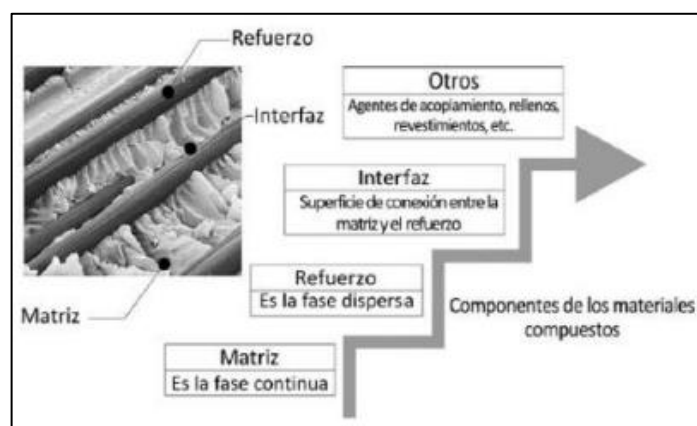 Refuerzo
Interfaz
Matriz
Otros
Agentes de acoplamiento, rellenos,
revestimientos, etc.
Interfaz
Superficie de conexión entre la
matriz y el refuerzo
Refuerzo
Es la fase dispersa
Matriz
Es la fase continua
Componentes de los materiales
compuestos